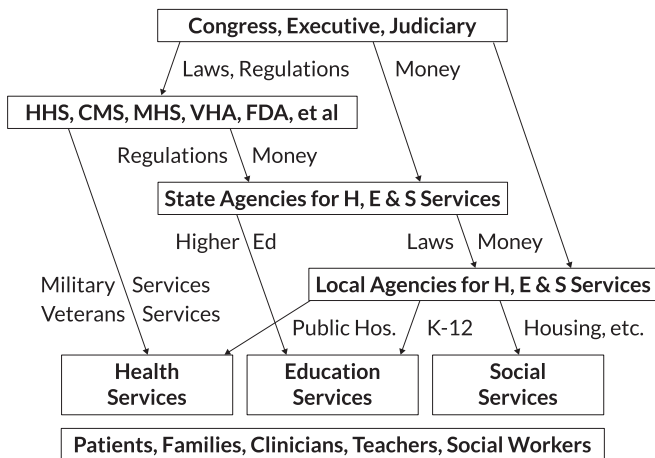 Congress, Executive, Judiciary
Laws, Regulations Money
HHS, CMS, MHS, VHA, FDA, et al
Regulations Money
State Agencies for H, E & S Services
Higher Ed Laws Money
Local Agencies for H, E & S Services
Military Services
Veterans Services
Public Hos. K-12 Housing, etc.
Health Education Social
Services Services Services
Patients, Families, Clinicians, Teachers, Social Workers